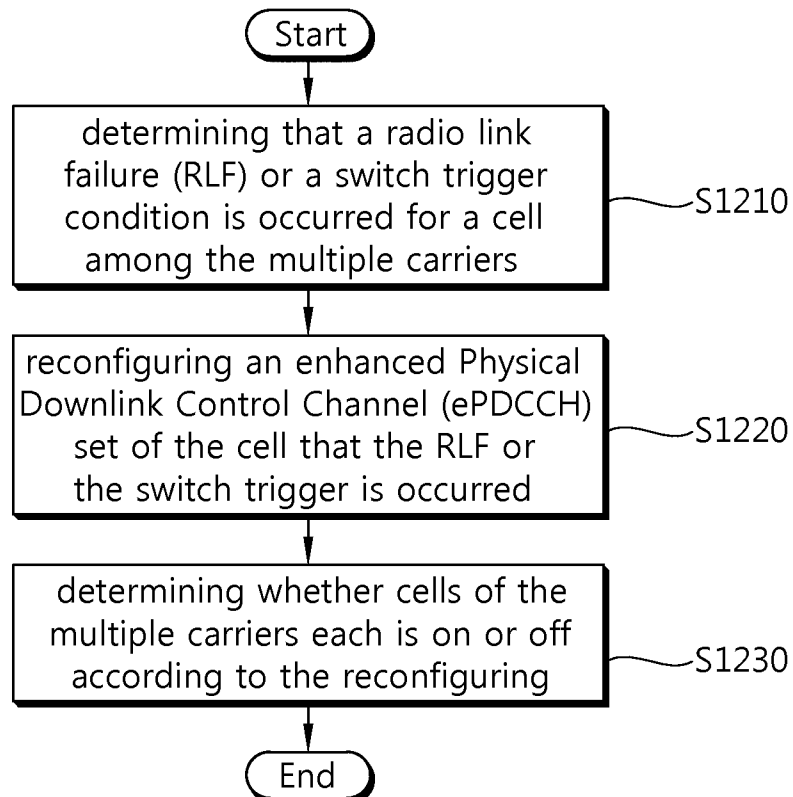 Start
determining that a radio link
failure (RLF) or a switch trigger
condition is occurred for a cell
among the multiple carriers
S1210
reconfiguring an enhanced Physical
Downlink Control Channel (ePDCCH)
set of the cell that the RLF or
the switch trigger is occurred
S1220
determining whether cells of the
multiple carriers each is on or off
according to the reconfiguring
S1230
End